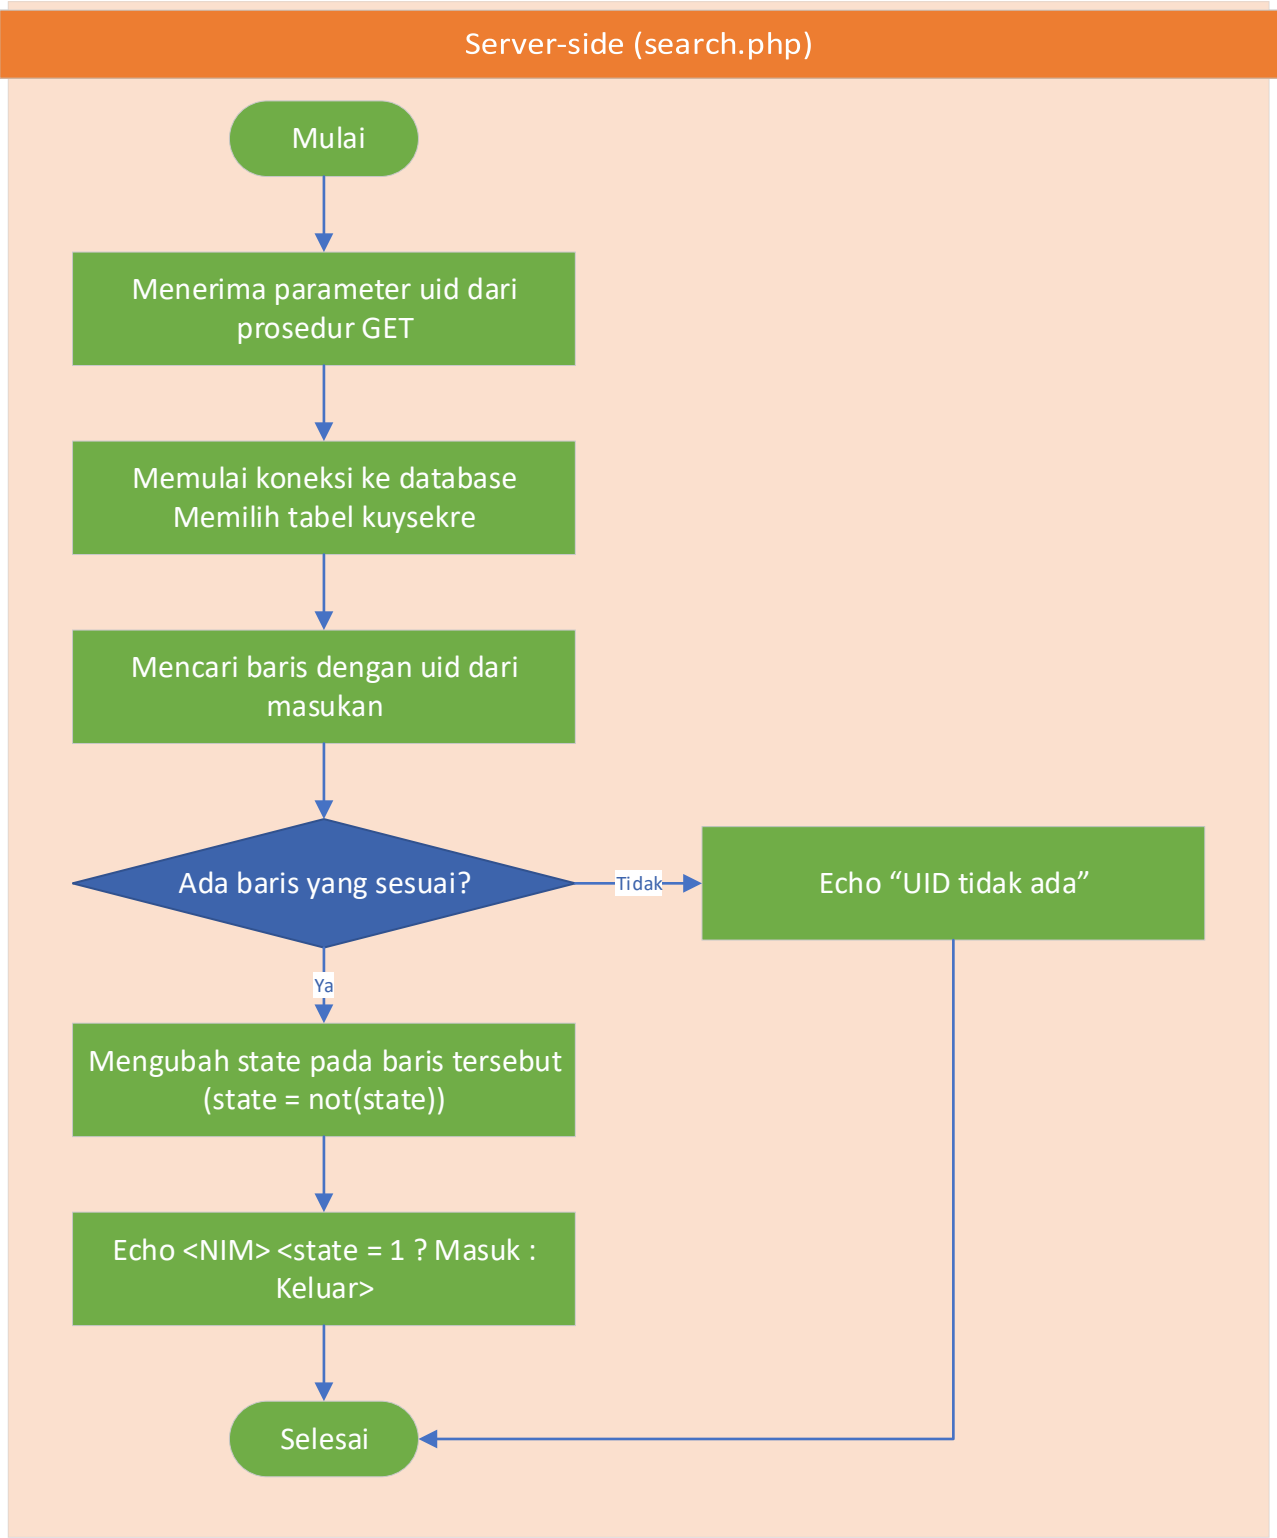 Server-side (search.php)
Mulai
Menerima parameter uid dari
prosedur GET
Memulai koneksi ke database
Memilih tabel kuysekre
Mencari baris dengan uid dari
masukan
Ada baris yang sesuai?
Tidak
Echo “UID tidak ada”
Ya
Mengubah state pada baris tersebut
(state = not(state))
Echo <NIM> <state = 1 ? Masuk :
Keluar>
Selesai